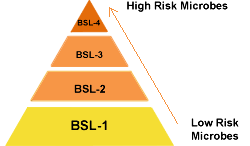 High Risk Microbes
BSL-4
BSL-3
BSL-2
BSL-1
Low Risk
Microbes